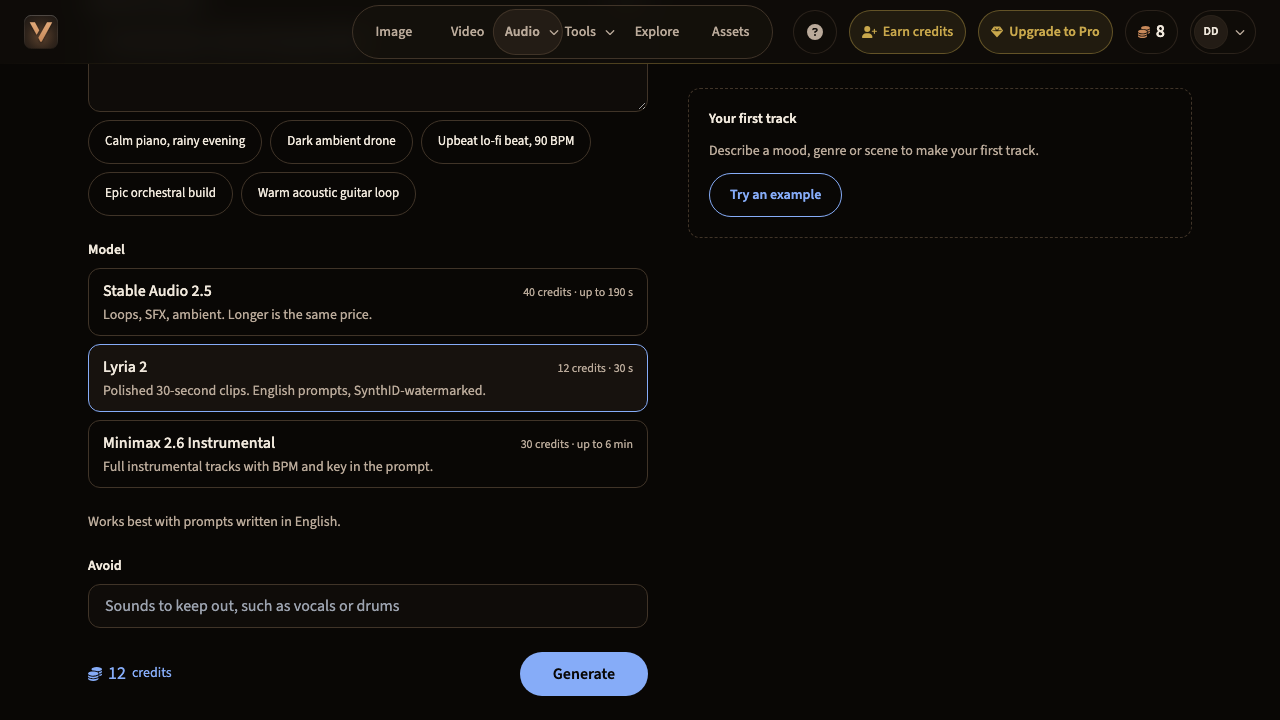 Image
Video
Audio
Tools
Explore
Assets
?
Earn credits
Upgrade to Pro
8
DD
Calm piano, rainy evening
Dark ambient drone
Upbeat lo-fi beat, 90 BPM
Epic orchestral build
Warm acoustic guitar loop
Model
Stable Audio 2.5
40 credits · up to 190 s
Loops, SFX, ambient. Longer is the same price.
Lyria 2
12 credits · 30 s
Polished 30-second clips. English prompts, SynthID-watermarked.
Minimax 2.6 Instrumental
30 credits · up to 6 min
Full instrumental tracks with BPM and key in the prompt.
Works best with prompts written in English.
Avoid
Sounds to keep out, such as vocals or drums
12 credits
Generate
Your first track
Describe a mood, genre or scene to make your first track.
Try an example